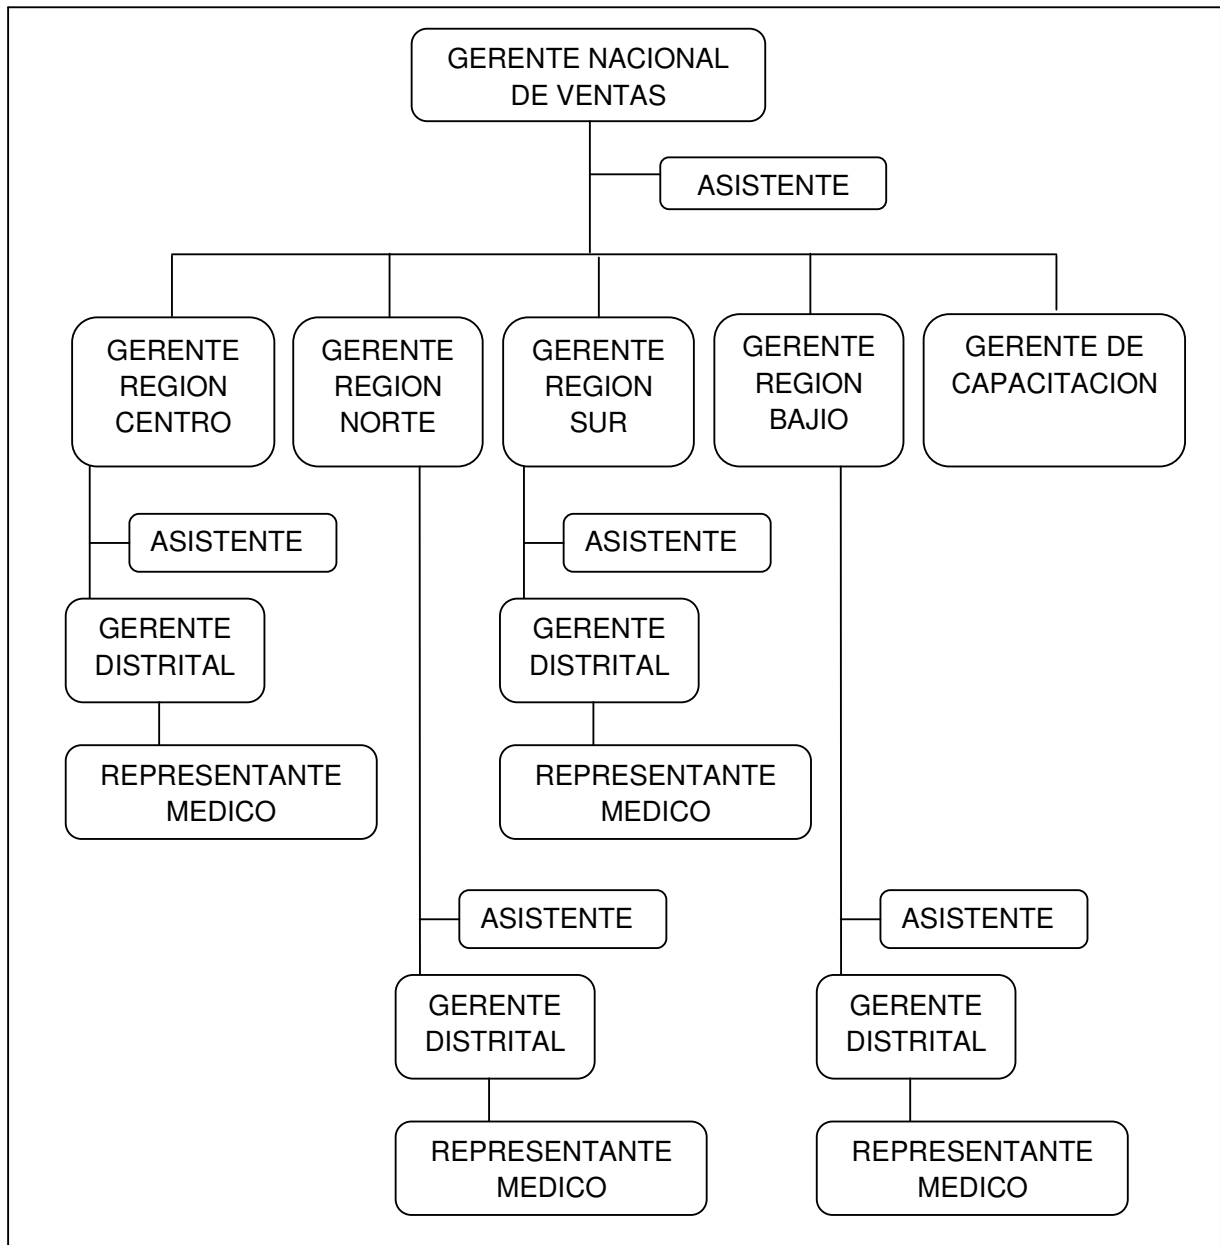 GERENTE NACIONAL
DE VENTAS
ASISTENTE
GERENTE
REGION
CENTRO
GERENTE
REGION
NORTE
GERENTE
REGION
SUR
GERENTE
REGION
BAJIO
GERENTE DE
CAPACITACION
ASISTENTE
ASISTENTE
GERENTE
DISTRITAL
GERENTE
DISTRITAL
REPRESENTANTE
MEDICO
REPRESENTANTE
MEDICO
ASISTENTE
ASISTENTE
GERENTE
DISTRITAL
GERENTE
DISTRITAL
REPRESENTANTE
MEDICO
REPRESENTANTE
MEDICO